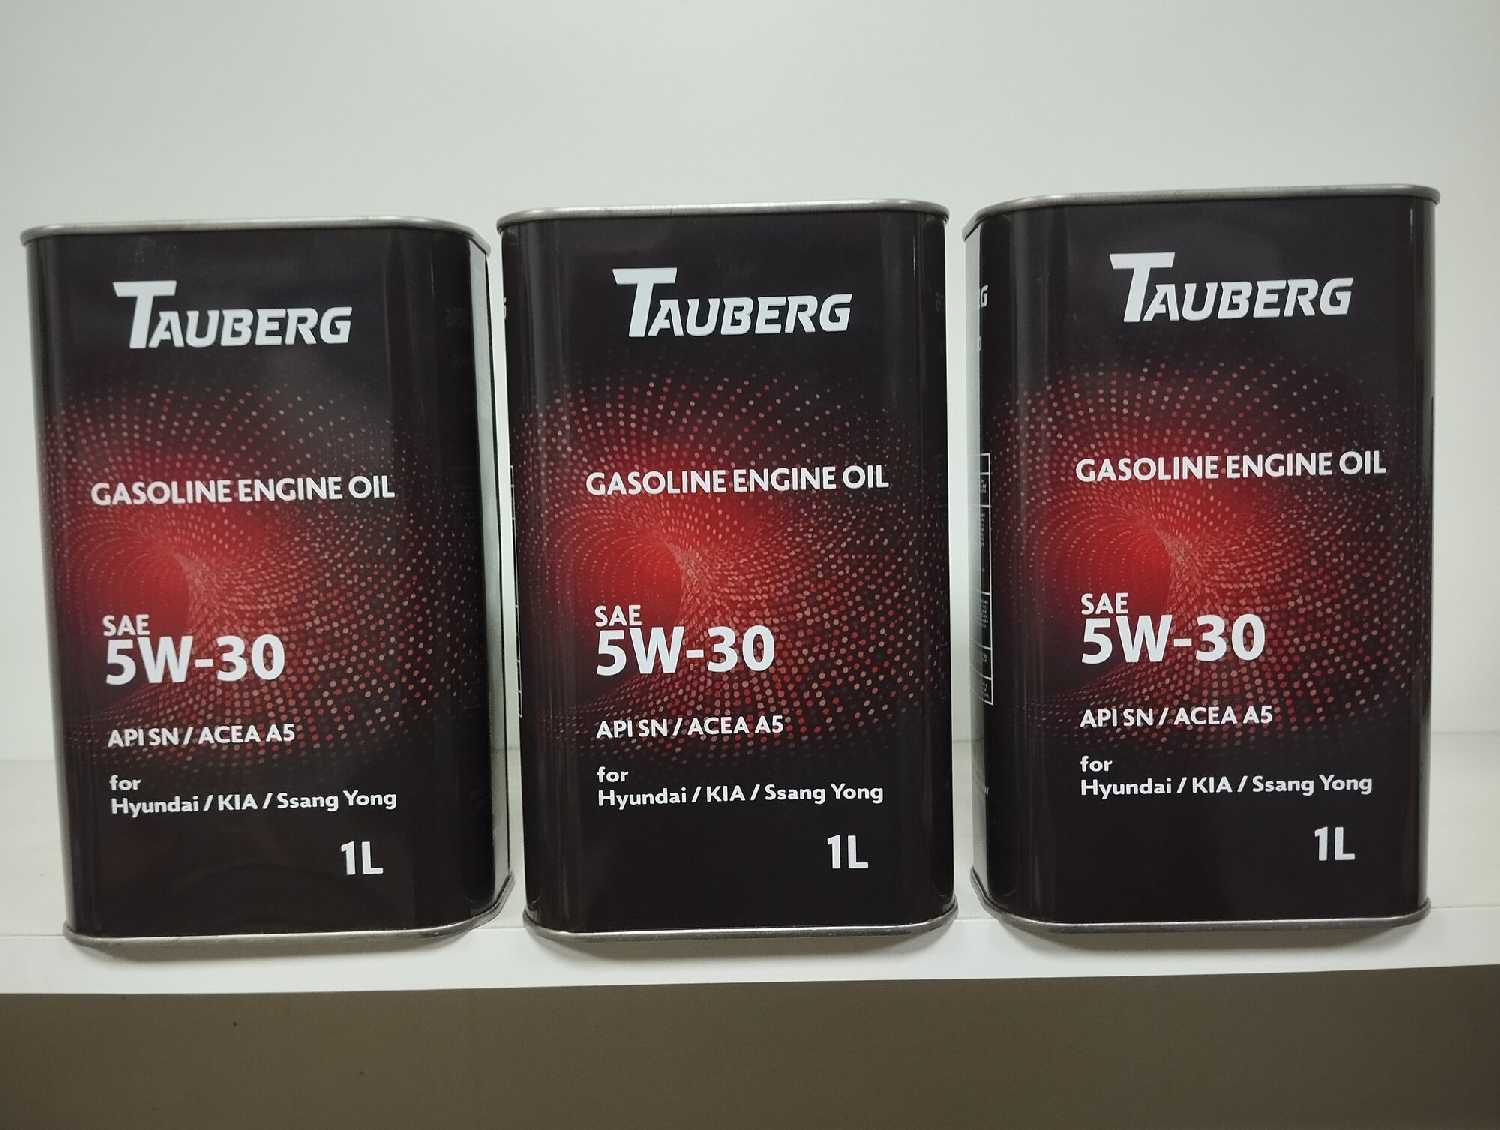 TAUBERG
GASOLINE ENGINE OIL
SAE
5W-30
API SN / ACEA A5
for
Hyundai / KIA / Ssang Yong
1L
TAUBERG
GASOLINE ENGINE OIL
SAE
5W-30
API SN / ACEA A5
for
Hyundai / KIA / Ssang Yong
1L
TAUBERG
GASOLINE ENGINE OIL
SAE
5W-30
API SN / ACEA A5
for
Hyundai / KIA / Ssang Yong
1L